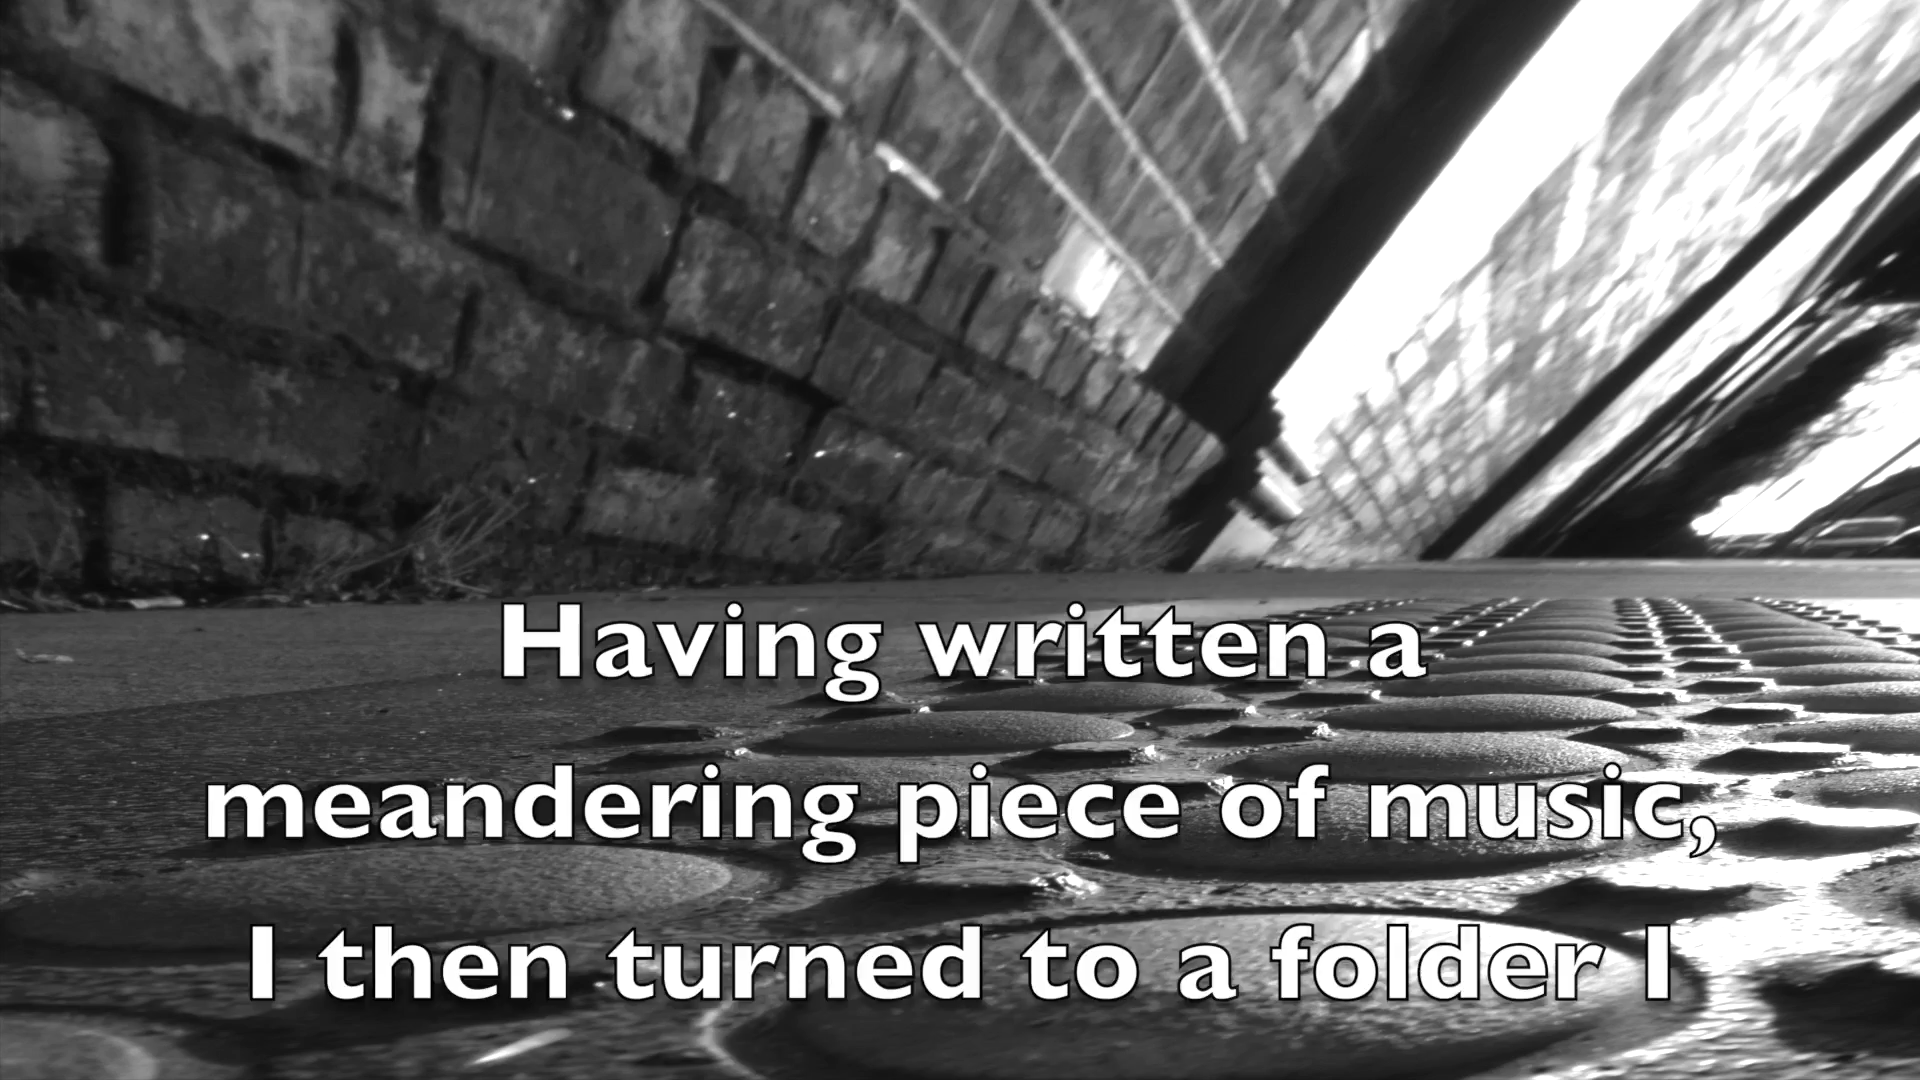 Having written a
meandering piece of music,
I then turned to a folder I